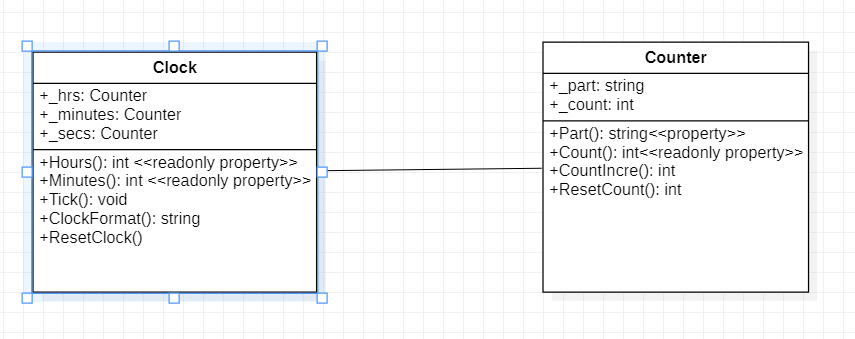 Clock
+_hrs: Counter
+_minutes: Counter
+_secs: Counter
+Hours(): int <<readonly property>>
+Minutes(): int <<readonly property>>
+Tick(): void
+ClockFormat(): string
+ResetClock()
Counter
+_part: string
+_count: int
+Part(): string<<property>>
+Count(): int<<readonly property>>
+CountIncre(): int
+ResetCount(): int